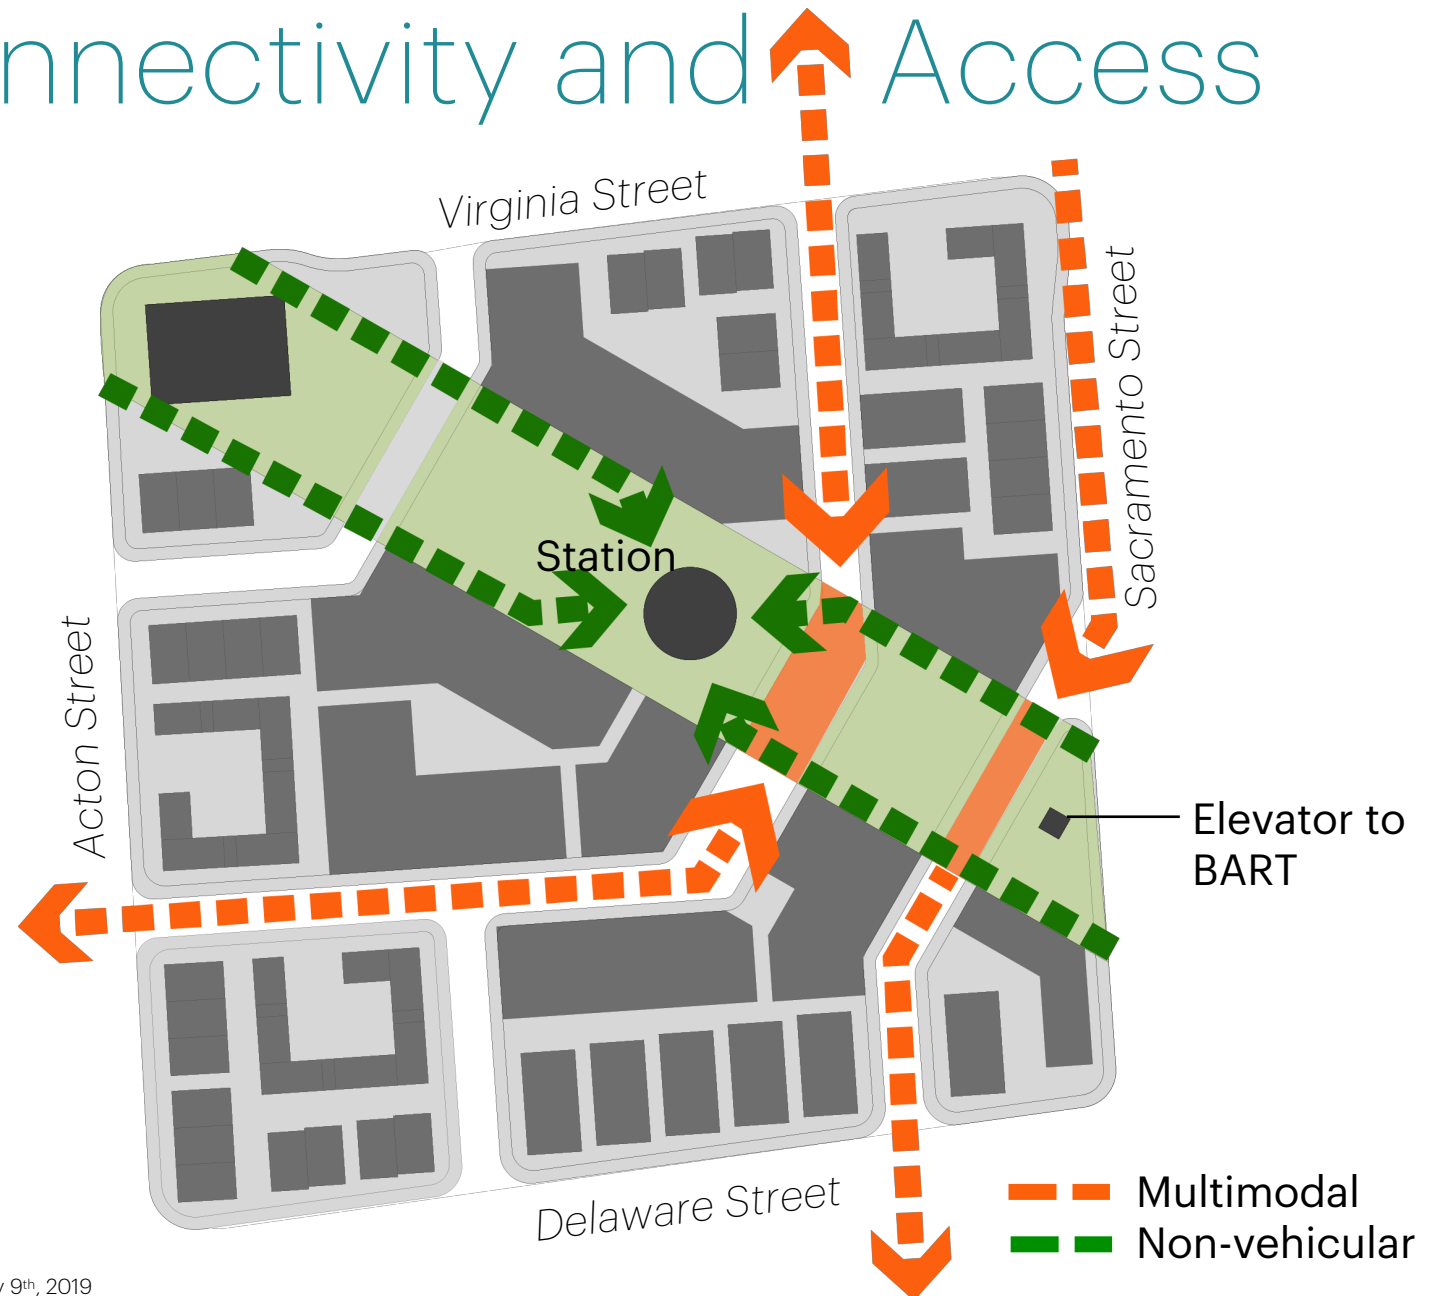 nnectivity and Access
Virginia Street
Sacramento Street
Station
Acton Street
Elevator to
BART
Delaware Street
Multimodal
Non-vehicular
9th, 2019